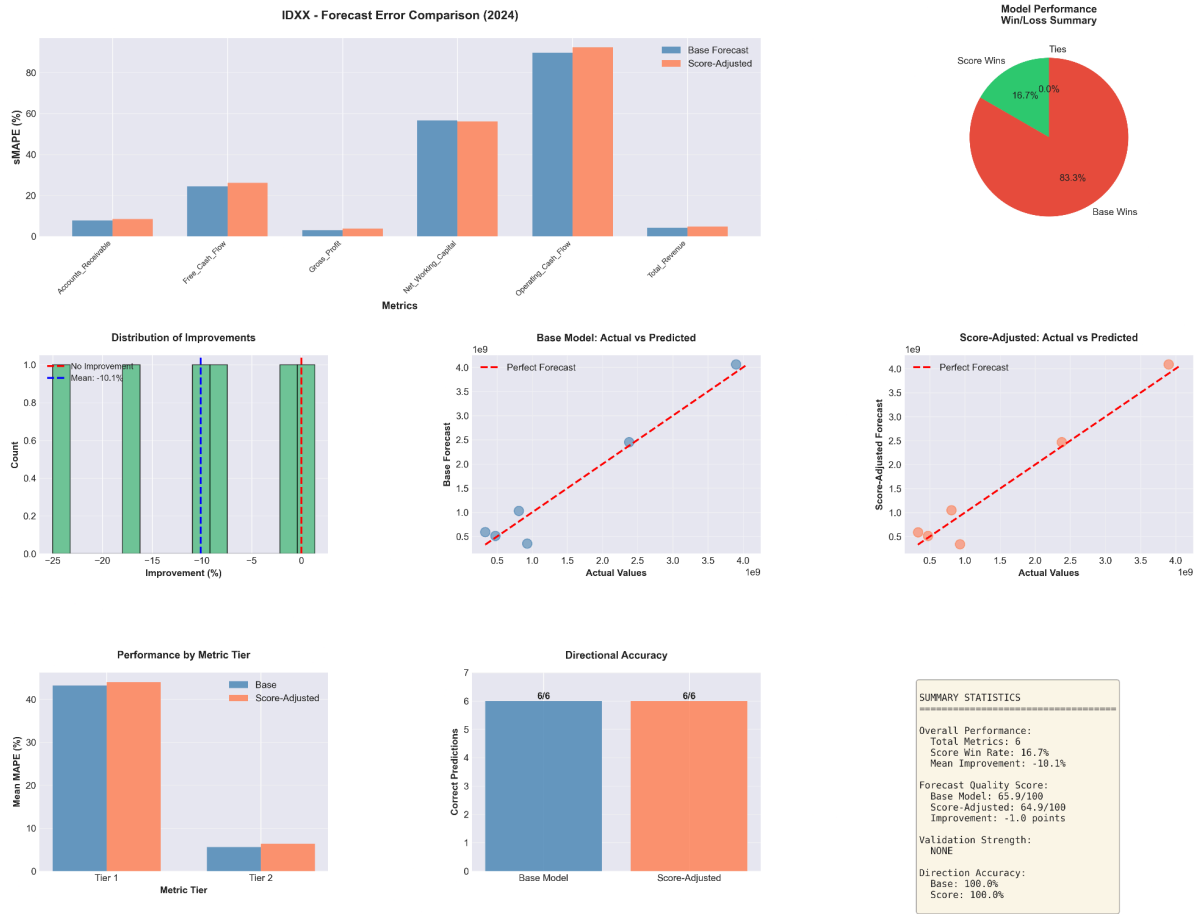 IDXX - Forecast Error Comparison (2024)
sMAPE (%)
80
60
40
20
0
Base Forecast
Score-Adjusted
Accounts_Receivable
Free_Cash_Flow
Gross_Profit
Net_Working_Capital
Operating_Cash_Flow
Total_Revenue
Metrics
Model Performance
Win/Loss Summary
Ties
Score Wins
0.0%
16.7%
83.3%
Base Wins
Distribution of Improvements
Count
1.0
0.8
0.6
0.4
0.2
0.0
No Improvement
Mean: -10.1%
−25 −20 −15 −10 −5 0
Improvement (%)
Base Model: Actual vs Predicted
1e9
Base Forecast
4.0
3.5
3.0
2.5
2.0
1.5
1.0
0.5
Perfect Forecast
0.5 1.0 1.5 2.0 2.5 3.0 3.5 4.0
Actual Values
1e9
Score-Adjusted: Actual vs Predicted
1e9
Score-Adjusted Forecast
4.0
3.5
3.0
2.5
2.0
1.5
1.0
0.5
Perfect Forecast
0.5 1.0 1.5 2.0 2.5 3.0 3.5 4.0
Actual Values
1e9
Performance by Metric Tier
Mean MAPE (%)
40
30
20
10
0
Base
Score-Adjusted
Tier 1 Tier 2
Metric Tier
Directional Accuracy
Correct Predictions
7
6
5
4
3
2
1
0
6/6 6/6
Base Model Score-Adjusted
SUMMARY STATISTICS
===================================
Overall Performance:
Total Metrics: 6
Score Win Rate: 16.7%
Mean Improvement: -10.1%
Forecast Quality Score:
Base Model: 65.9/100
Score-Adjusted: 64.9/100
Improvement: -1.0 points
Validation Strength:
NONE
Direction Accuracy:
Base: 100.0%
Score: 100.0%